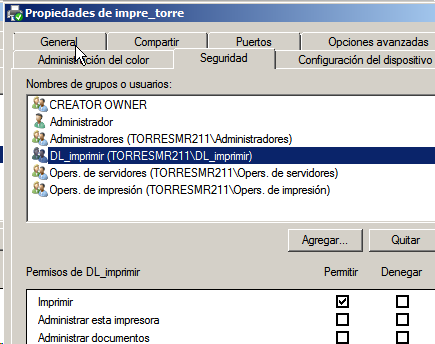 Propiedades de impre_torre
General Compartir Puertos Opciones avanzadas
Administración del color Seguridad Configuración del dispositivo
Nombres de grupos o usuarios:
CREATOR OWNER
Administrador
Administradores (TORRESMR211\Administradores)
DL_imprimir (TORRESMR211\DL_imprimir)
Opers. de servidores (TORRESMR211\Opers. de servidores)
Opers. de impresión (TORRESMR211\Opers. de impresión)
Agregar... Quitar
Permisos de DL_imprimir Permitir Denegar
Imprimir
Administrar esta impresora
Administrar documentos